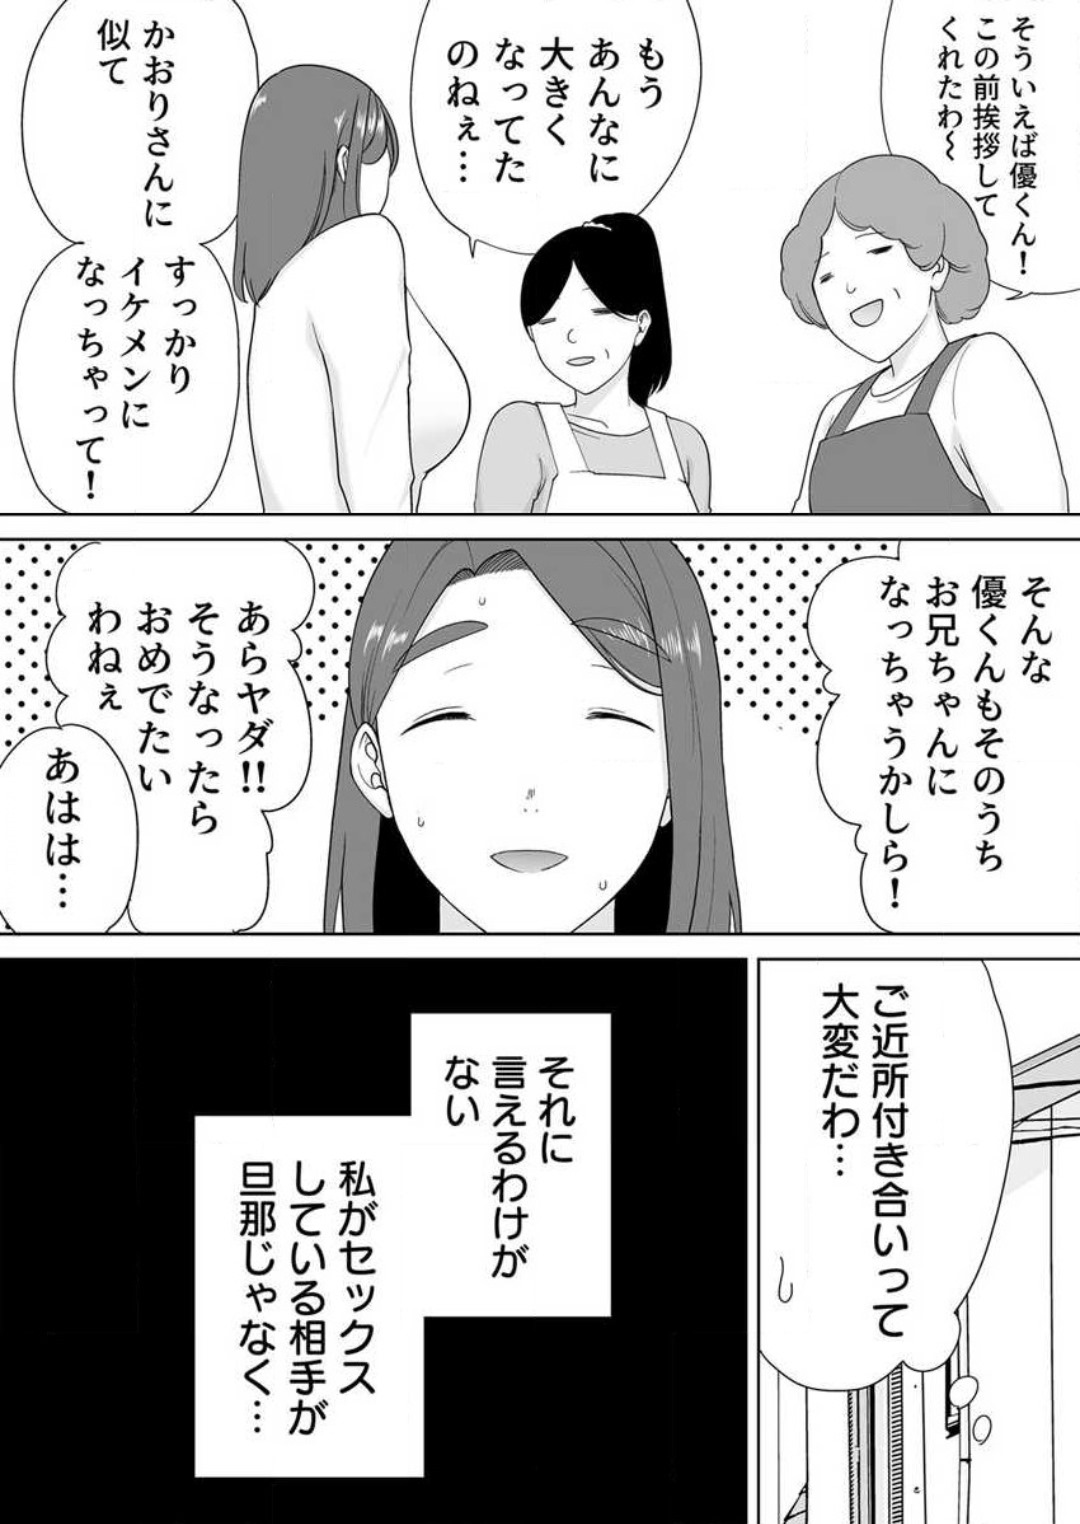 そういえば優くん！
この前挨拶して
くれたわ～
もう
あんなに
大きく
なってた
のねぇ…
かおりさんに
似て
すっかり
イケメンに
なっちゃって！
そんな
優くんもそのうち
お兄ちゃんに
なっちゃうかしら！
あらヤダ!!
そうなったら
おめでたい
わねぇ
あはは…
ご近所付き合いって
大変だわ…
それに
言えるわけが
ない
私がセックス
している相手が
旦那じゃなく…